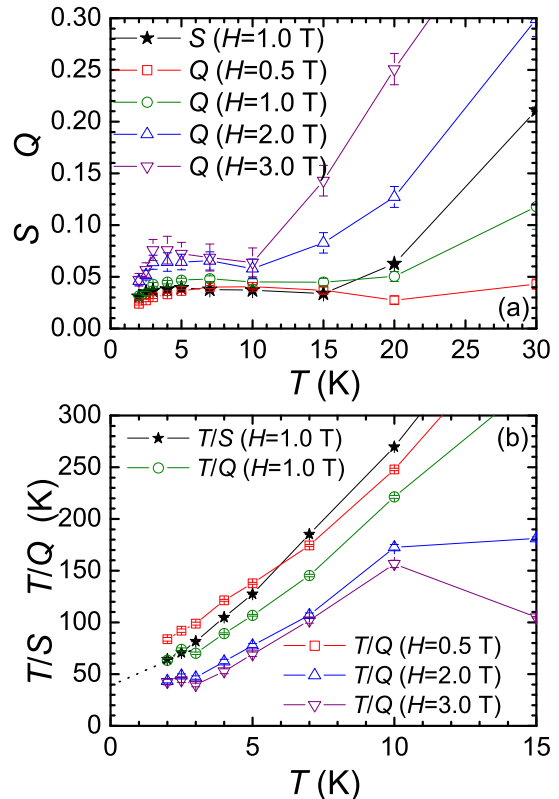 S Q
0.30
0.25
0.20
0.15
0.10
0.05
0.00
S (H=1.0 T)
Q (H=0.5 T)
Q (H=1.0 T)
Q (H=2.0 T)
Q (H=3.0 T)
(a)
0 5 10 15 20 25 30
T (K)
T/S T/Q (K)
300
250
200
150
100
50
0
T/S (H=1.0 T)
T/Q (H=1.0 T)
(b)
T/Q (H=0.5 T)
T/Q (H=2.0 T)
T/Q (H=3.0 T)
0 5 10 15
T (K)